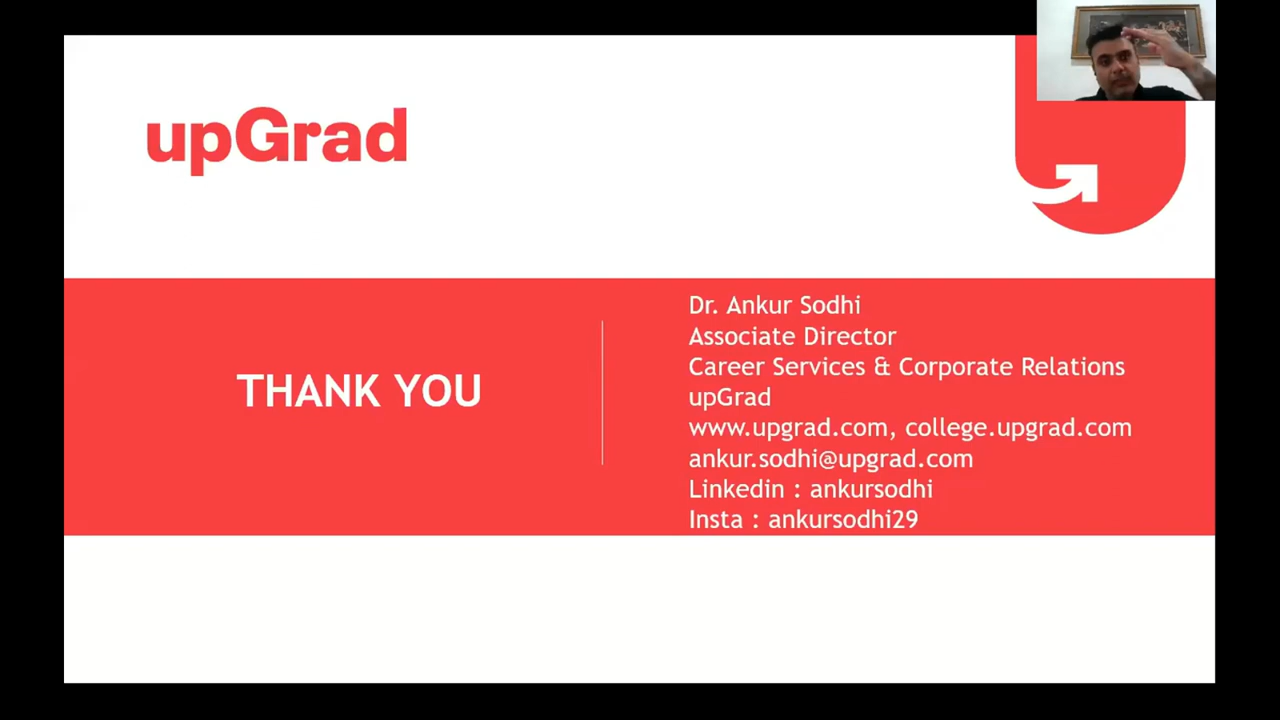 upGrad
THANK YOU
Dr. Ankur Sodhi
Associate Director
Career Services & Corporate Relations
upGrad
www.upgrad.com, college.upgrad.com
ankur.sodhi@upgrad.com
Linkedin : ankursodhi
Insta : ankursodhi29